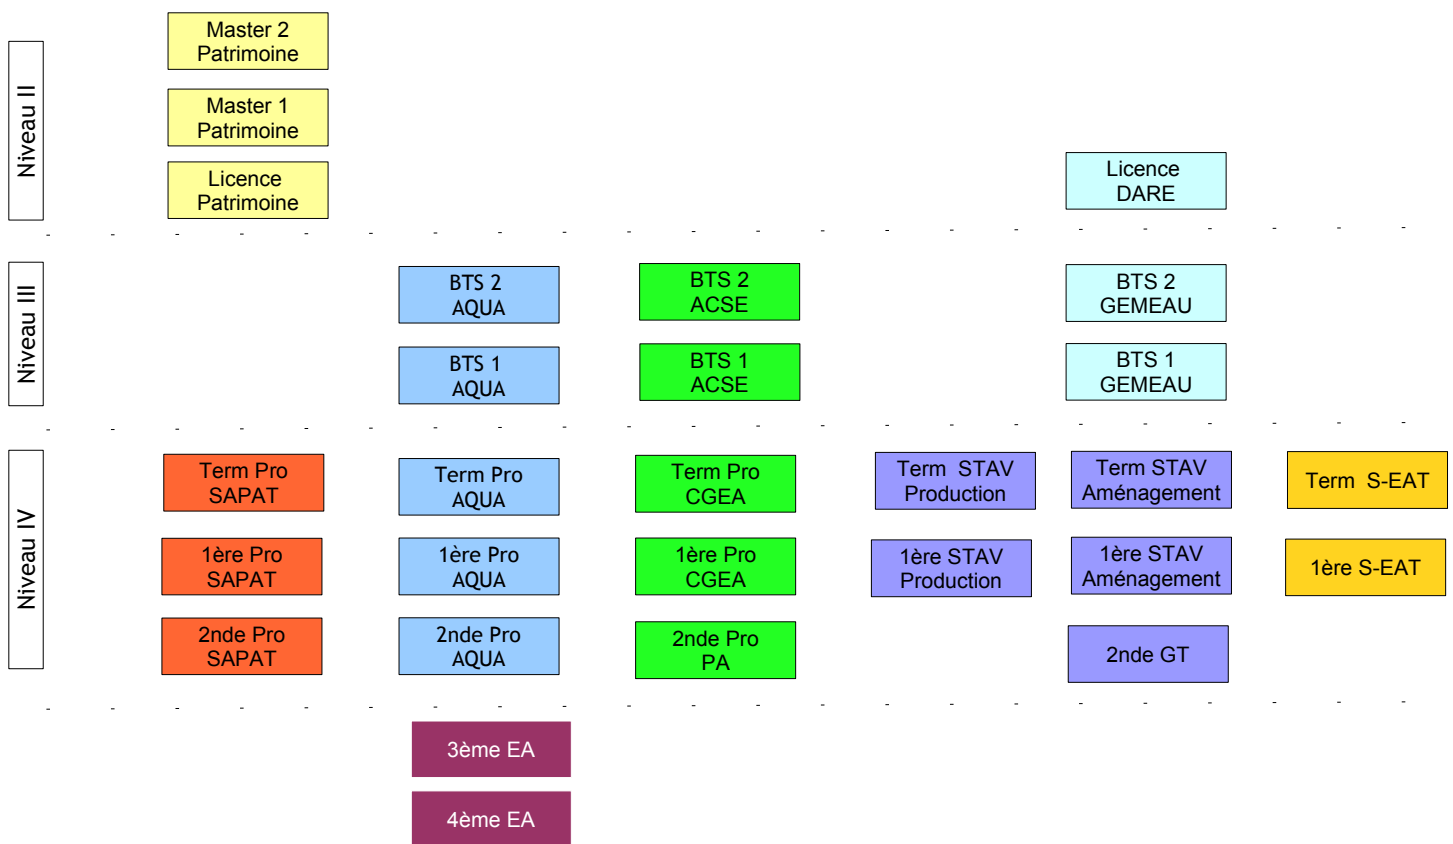 Niveau II
Master 2
Patrimoine
Master 1
Patrimoine
Licence
Patrimoine
Licence
DARE
Niveau III
BTS 2
AQUA
BTS 2
ACSE
BTS 2
GEMEAU
BTS 1
AQUA
BTS 1
ACSE
BTS 1
GEMEAU
Niveau IV
Term Pro
SAPAT
Term Pro
AQUA
Term Pro
CGEA
Term STAV
Production
Term STAV
Aménagement
Term S-EAT
1ère Pro
SAPAT
1ère Pro
AQUA
1ère Pro
CGEA
1ère STAV
Production
1ère STAV
Aménagement
1ère S-EAT
2nde Pro
SAPAT
2nde Pro
AQUA
2nde Pro
PA
2nde GT
3ème EA
4ème EA